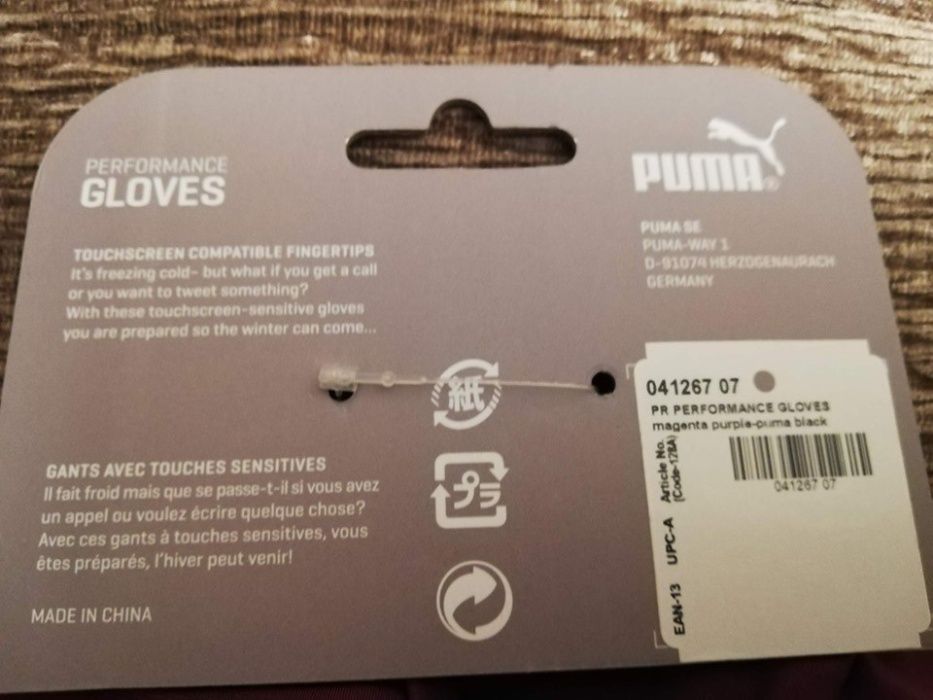 PERFORMANCE
GLOVES
TOUCHSCREEN COMPATIBLE FINGERTIPS
It's freezing cold- but what if you get a call
or you want to tweet something?
With these touchscreen-sensitive gloves
you are prepared so the winter can come...
PUMA®
PUMA SE
PUMA-WAY 1
D-91074 HERZOGENAURACH
GERMANY
紙
プラ
GANTS AVEC TOUCHES SENSITIVES
Il fait froid mais que se passe-t-il si vous avez
un appel ou voulez écrire quelque chose?
Avec ces gants à touches sensitives, vous
êtes préparés, l'hiver peut venir!
MADE IN CHINA
041267 07
PR PERFORMANCE GLOVES
magenta purple-puma black
Article No.
(Code-128A)
041267 07
UPC-A
EAN-13